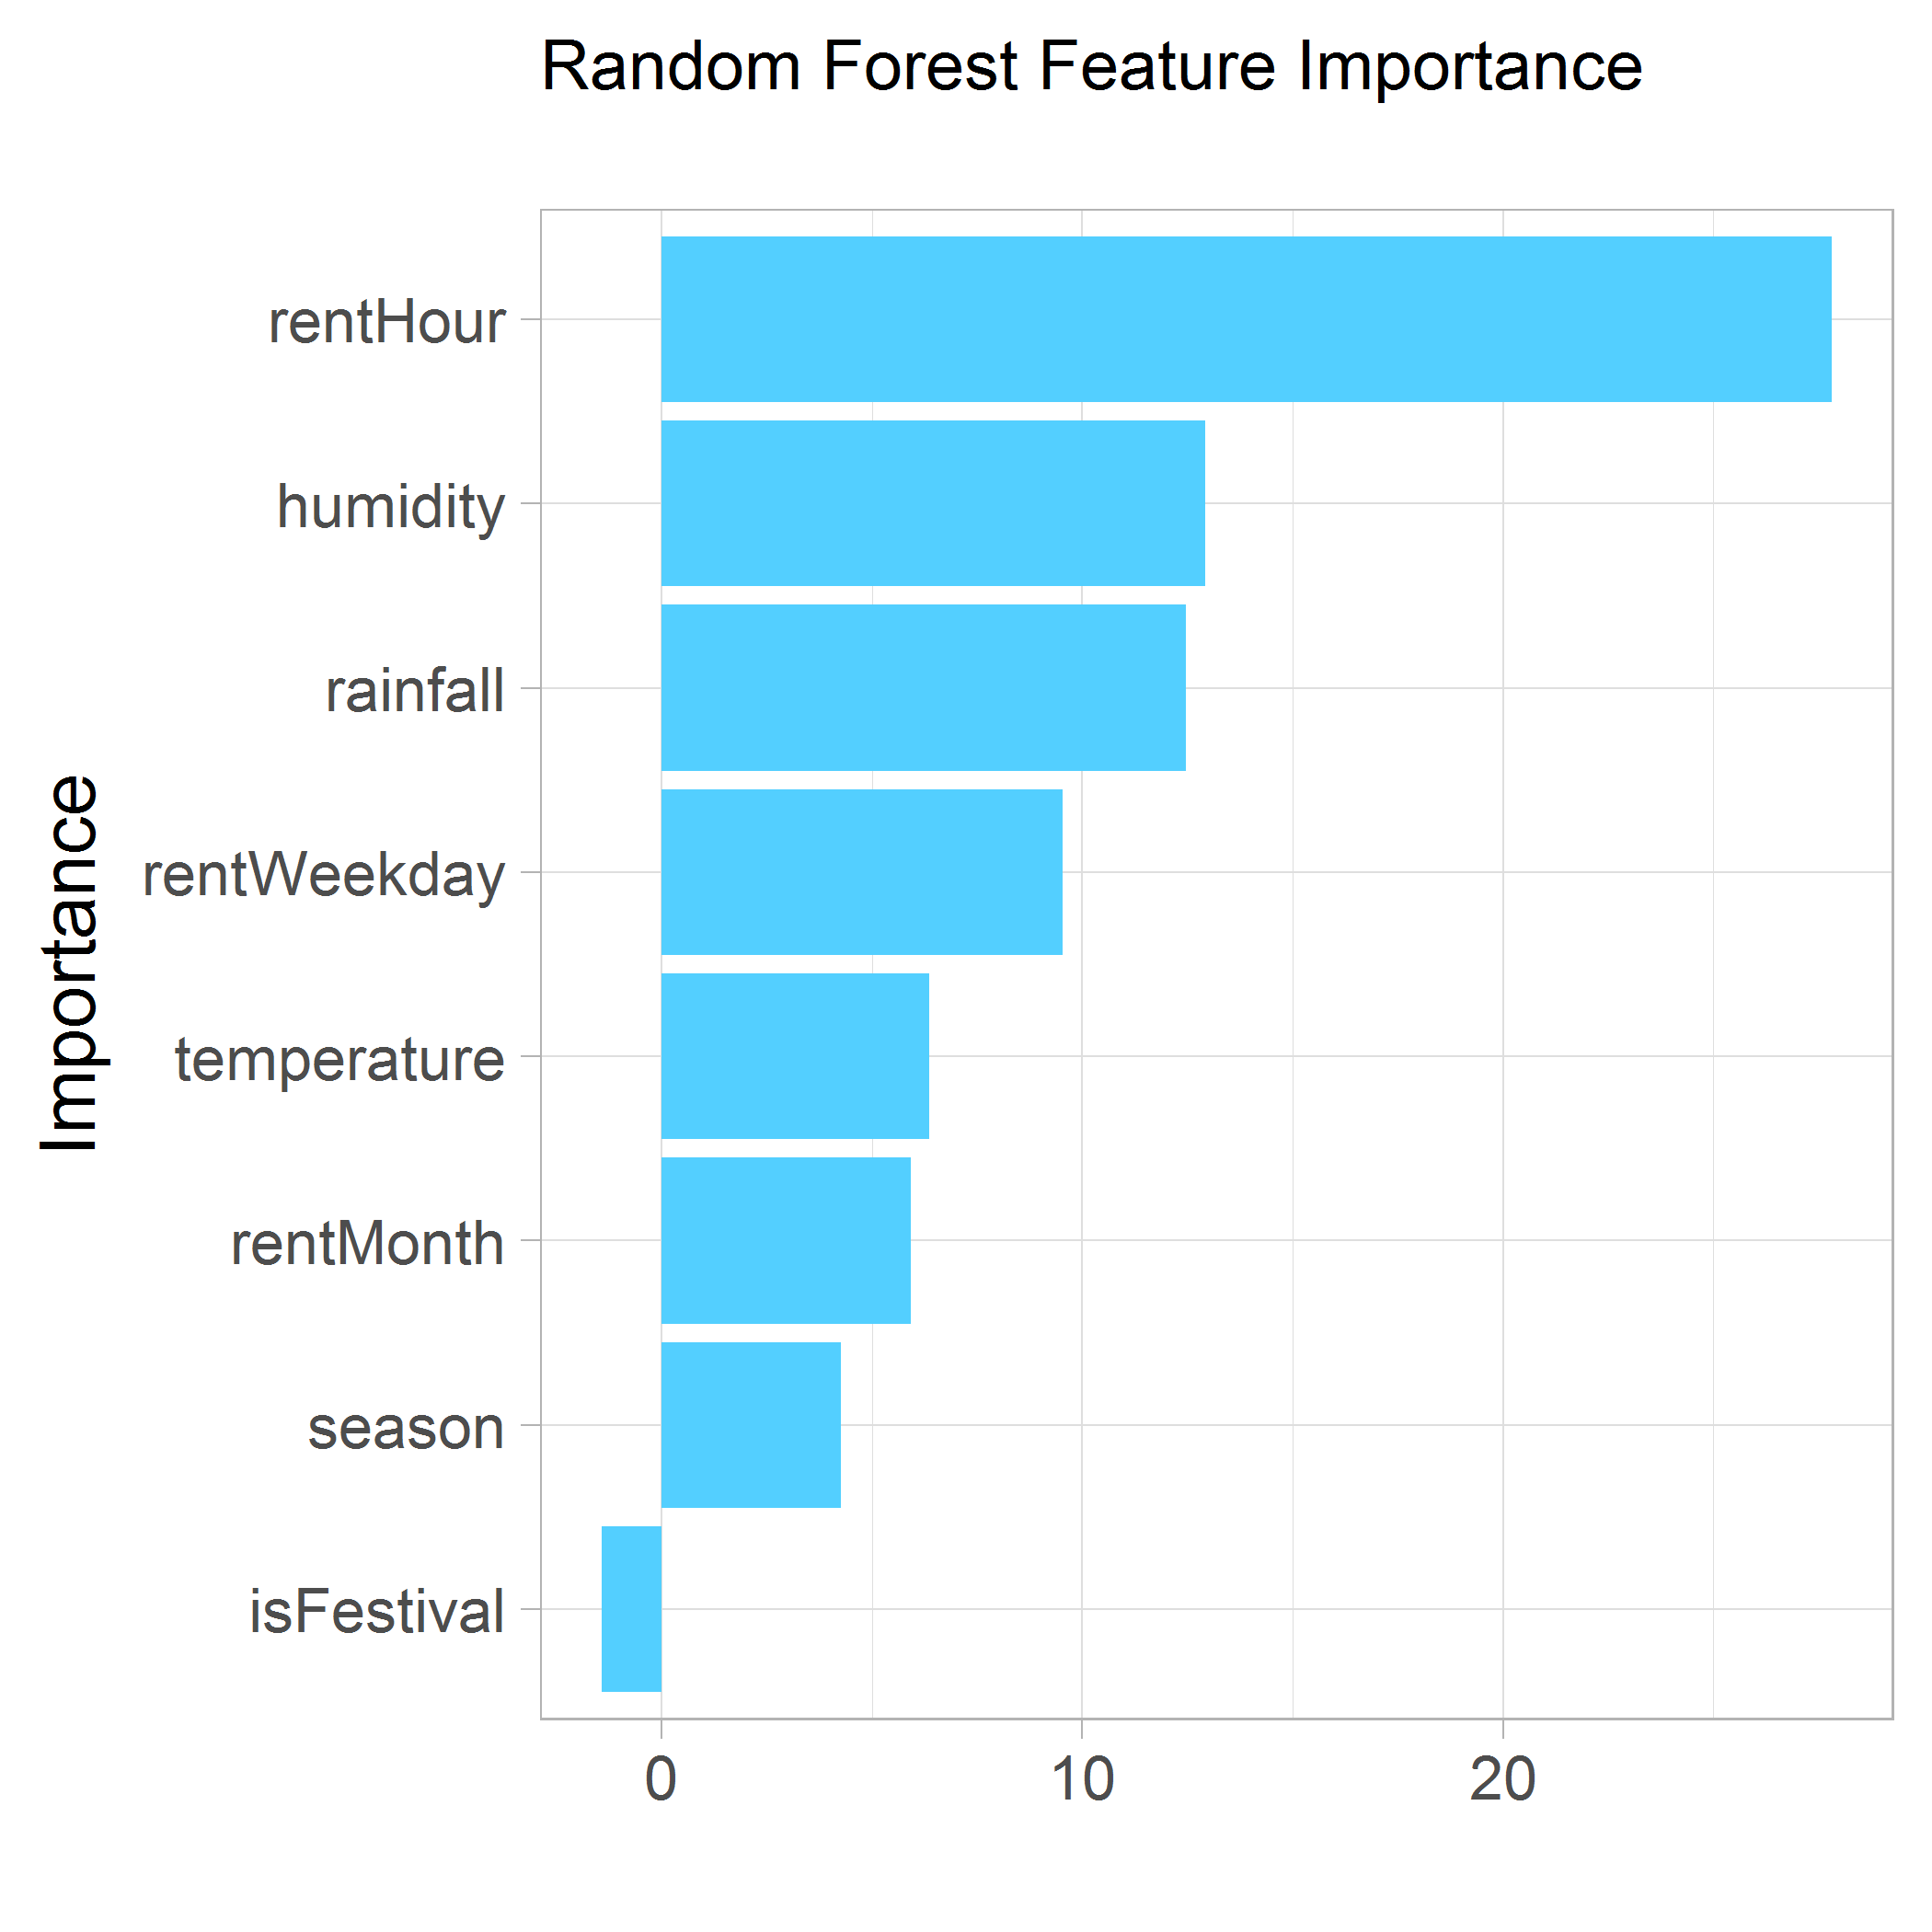 Random Forest Feature Importance
Importance
rentHour
humidity
rainfall
rentWeekday
temperature
rentMonth
season
isFestival
0 10 20